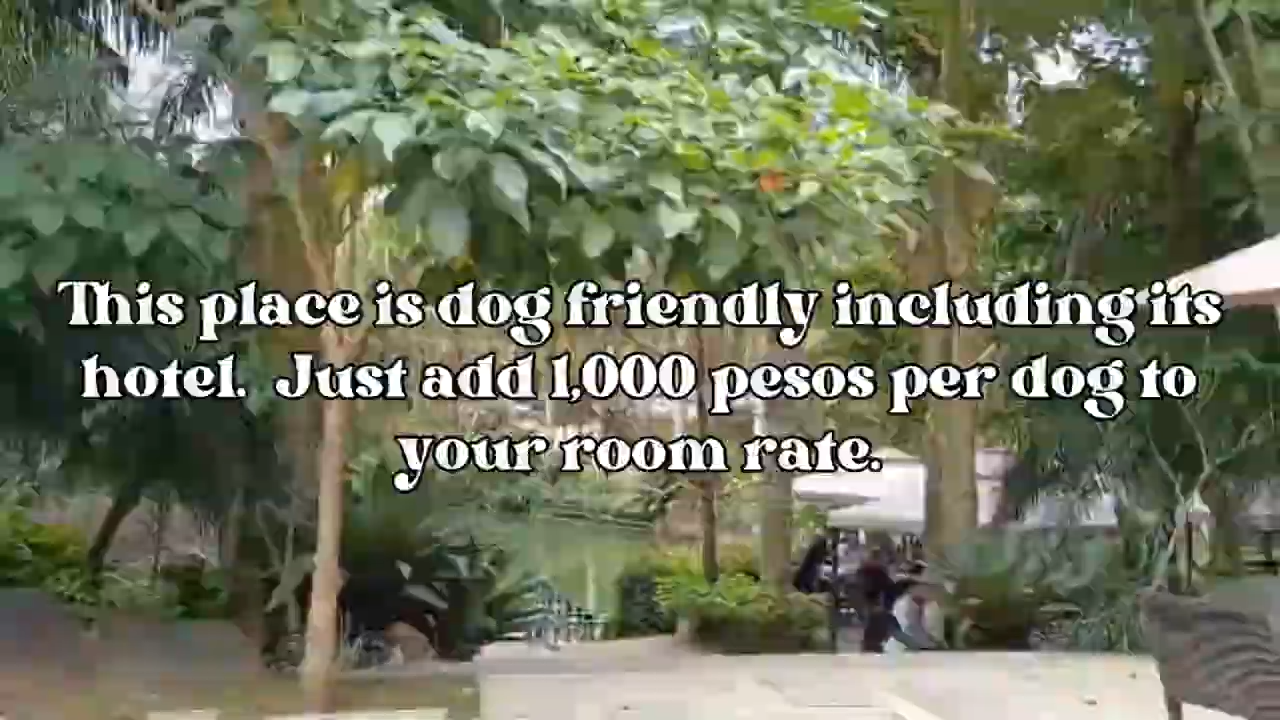 This place is dog friendly including its
hotel. Just add 1,000 pesos per dog to
your room rate.